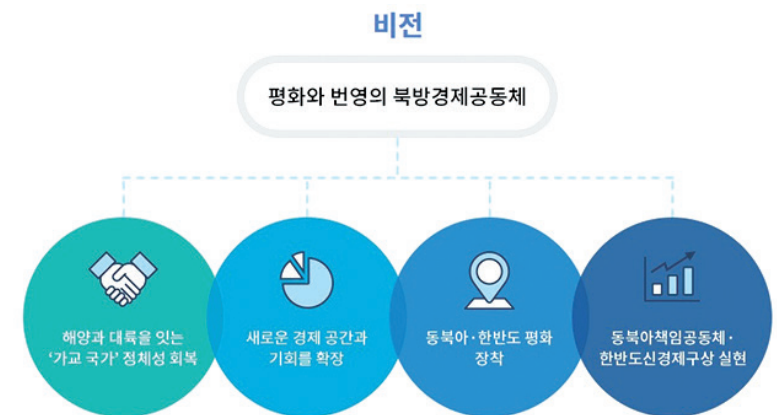 비전
평화와 번영의 북방경제공동체
해양과 대륙을 잇는
‘가교 국가’ 정체성 회복
새로운 경제 공간과
기회를 확장
동북아·한반도 평화
장착
동북아책임공동체·
한반도신경제구상 실현